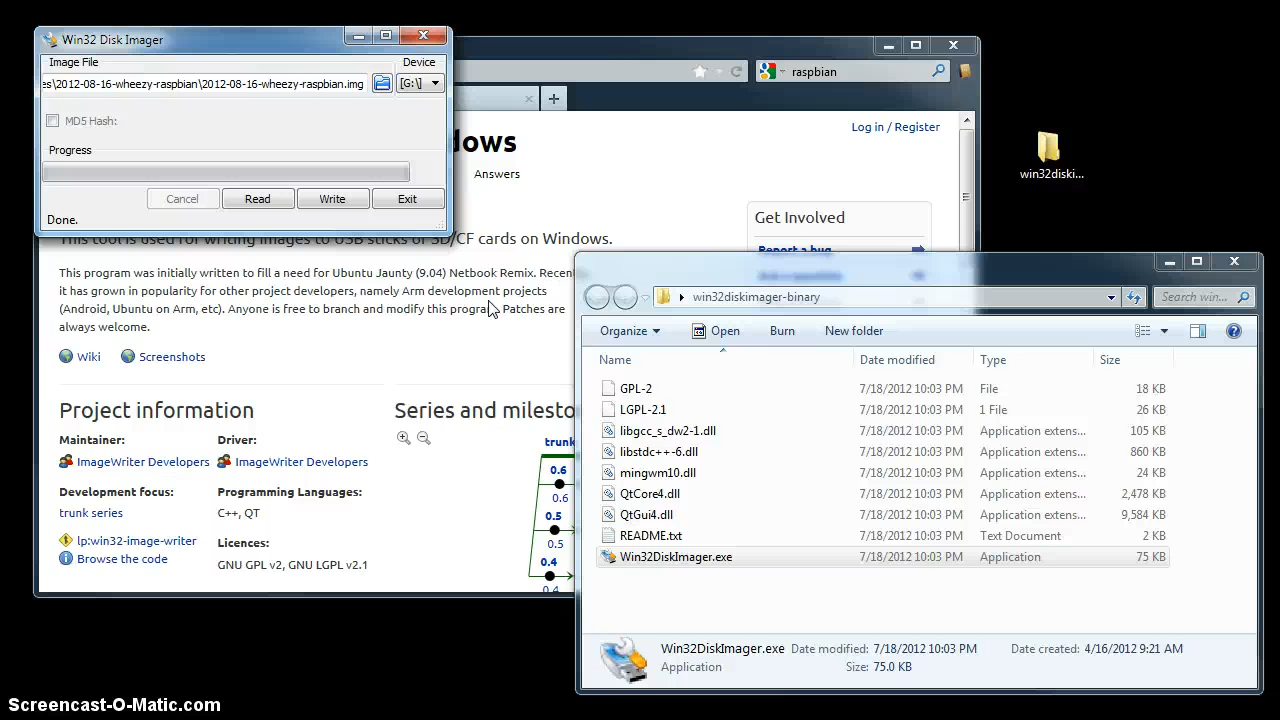 Win32 Disk Imager
Image File
Device
es\2012-08-16-wheezy-raspbian\2012-08-16-wheezy-raspbian.img
[G:\]
MD5 Hash:
Progress
Cancel
Read
Write
Exit
Done.
raspbian
Log in / Register
dows
Answers
This tool is used for writing images to USB sticks or SD/CF cards on Windows.
This program was initially written to fill a need for Ubuntu Jaunty (9.04) Netbook Remix. Recen
it has grown in popularity for other project developers, namely Arm development projects
(Android, Ubuntu on Arm, etc). Anyone is free to branch and modify this program. Patches are
always welcome.
Wiki
Screenshots
Get Involved
Report a bug
Project information
Maintainer:
Driver:
ImageWriter Developers
ImageWriter Developers
Development focus:
Programming Languages:
trunk series
C++, QT
lp:win32-image-writer
Licences:
Browse the code
GNU GPL v2, GNU LGPL v2.1
Series and milesto
trunk
0.6
0.6
0.5
0.5
0.4
0.4
win32diski...
win32diskimager-binary
Search win...
Organize
Open
Burn
New folder
Name
Date modified
Type
Size
GPL-2 7/18/2012 10:03 PM File 18 KB
LGPL-2.1 7/18/2012 10:03 PM 1 File 26 KB
libgcc_s_dw2-1.dll 7/18/2012 10:03 PM Application extens... 105 KB
libstdc++-6.dll 7/18/2012 10:03 PM Application extens... 860 KB
mingwm10.dll 7/18/2012 10:03 PM Application extens... 24 KB
QtCore4.dll 7/18/2012 10:03 PM Application extens... 2,478 KB
QtGui4.dll 7/18/2012 10:03 PM Application extens... 9,584 KB
README.txt 7/18/2012 10:03 PM Text Document 2 KB
Win32DiskImager.exe 7/18/2012 10:03 PM Application 75 KB
Win32DiskImager.exe Date modified: 7/18/2012 10:03 PM Date created: 4/16/2012 9:21 AM
Application Size: 75.0 KB
Screencast-O-Matic.com